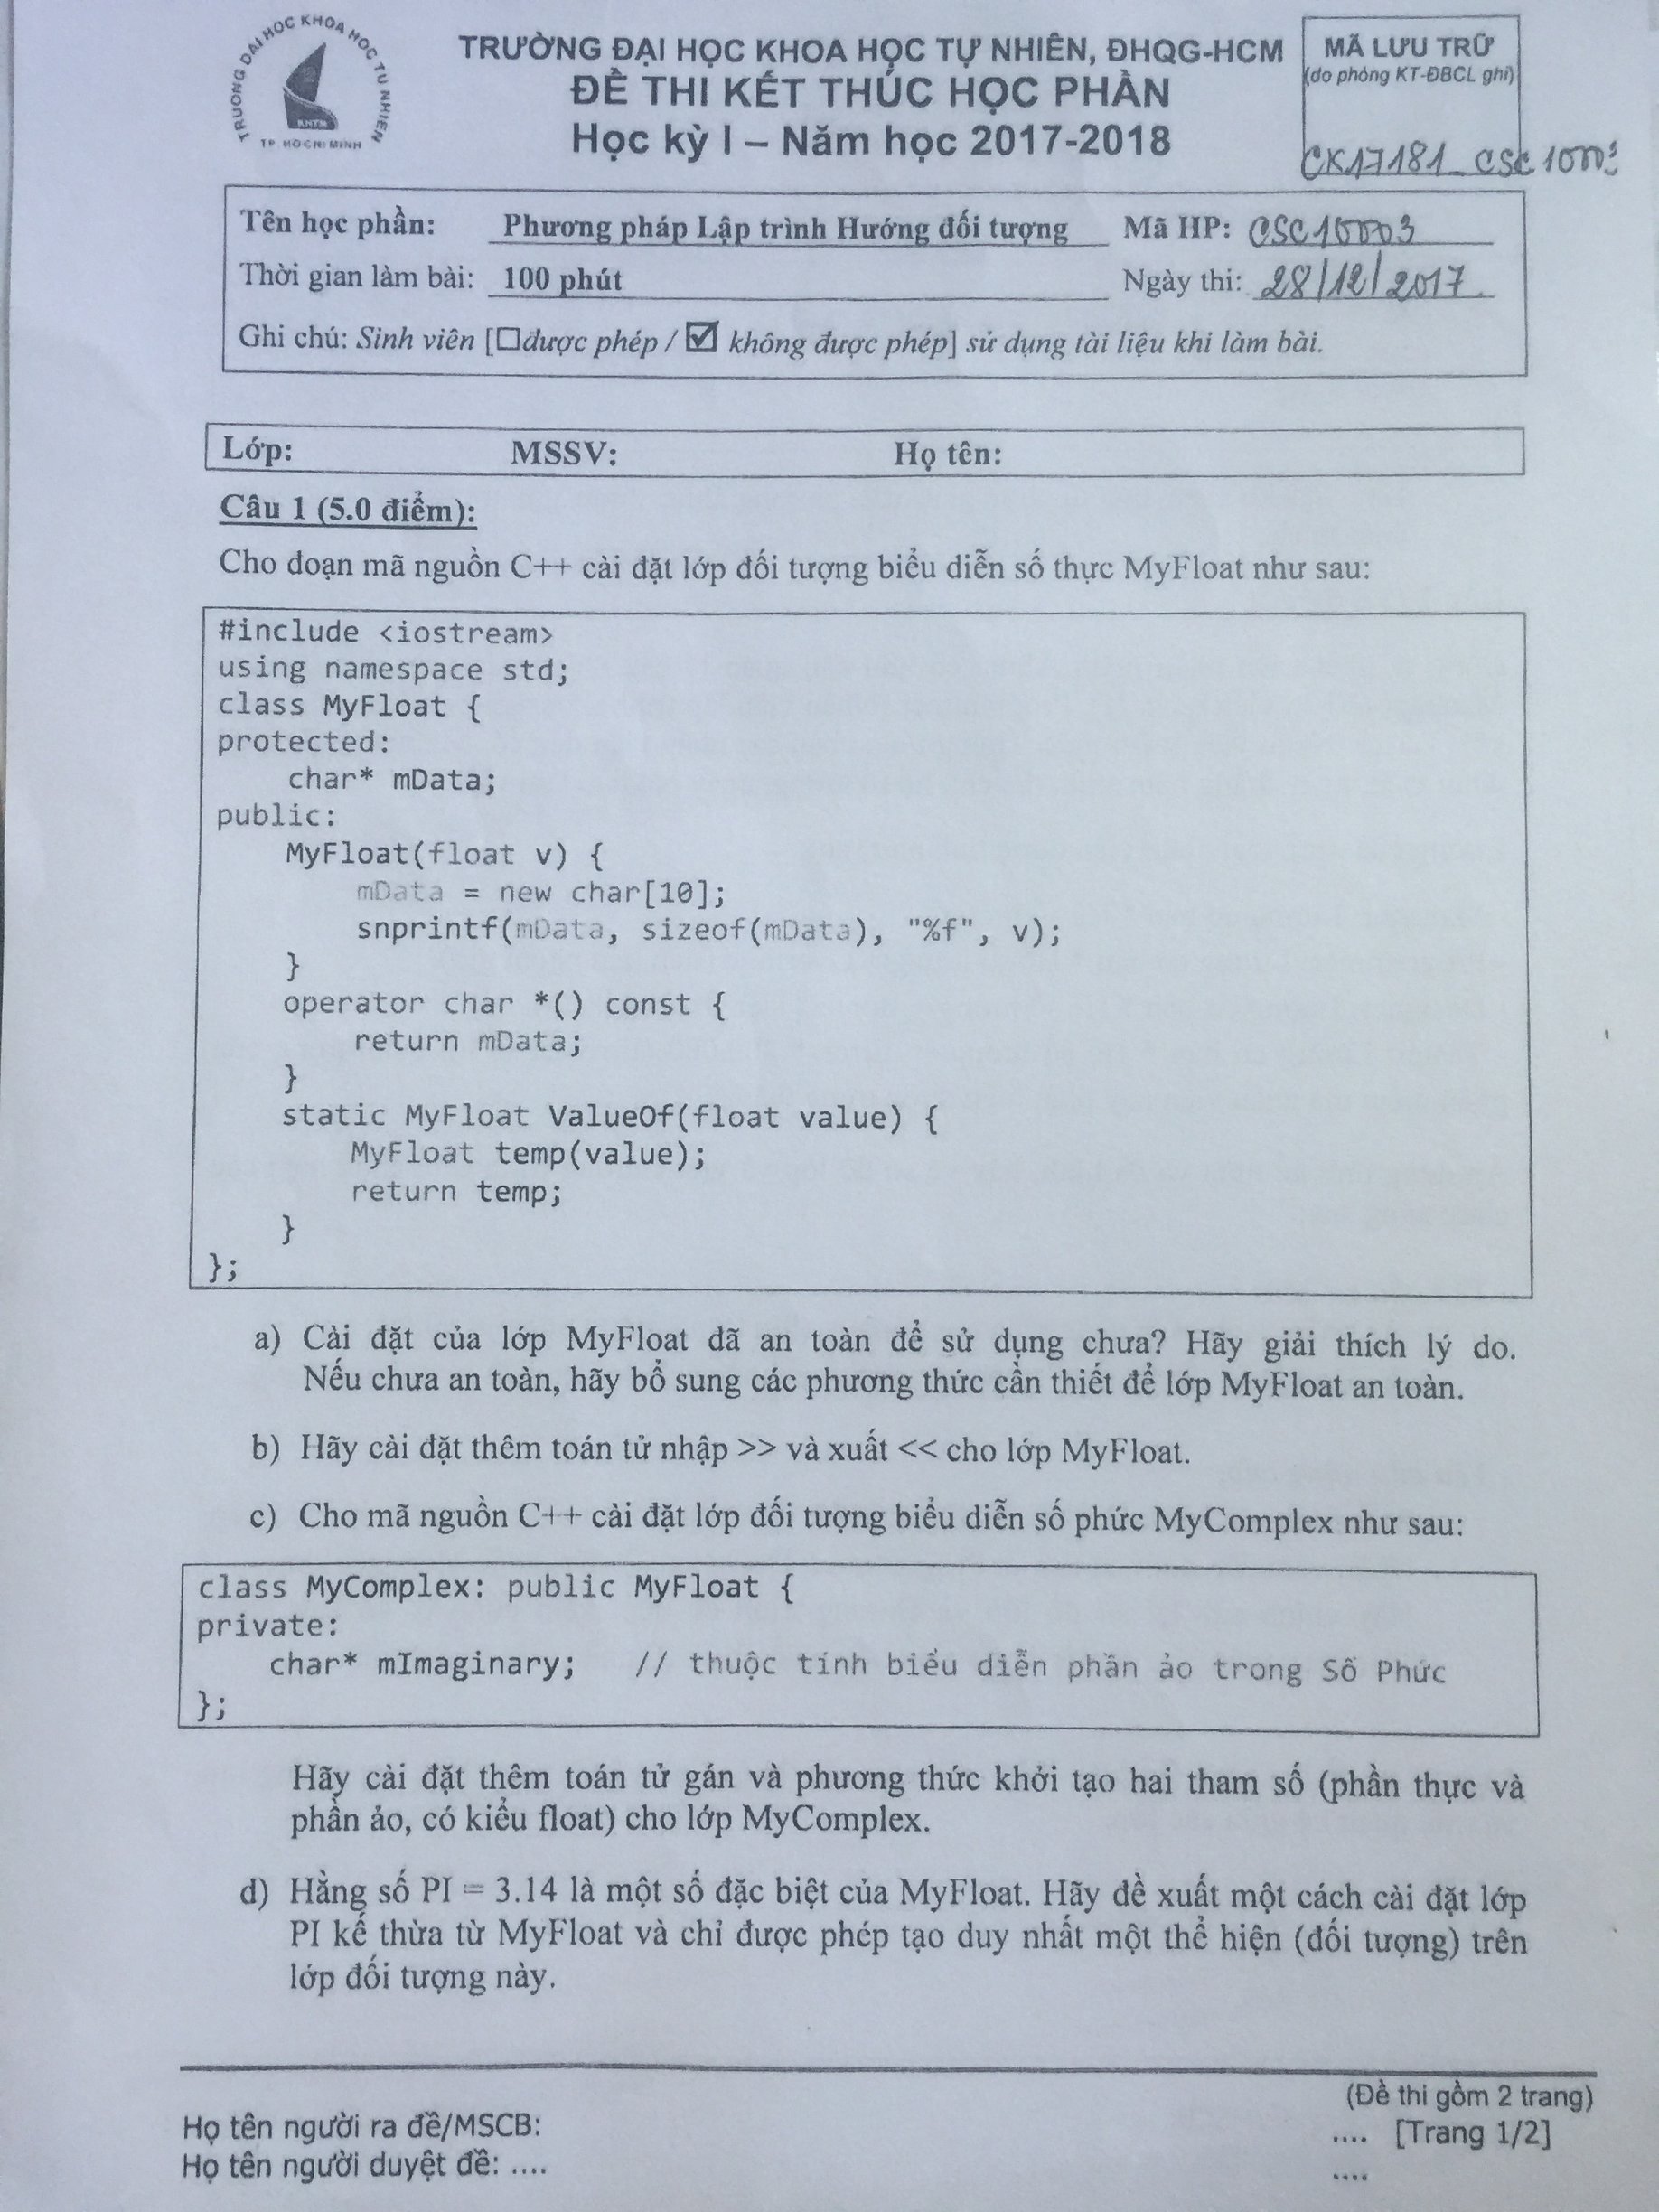 TRƯỜNG ĐẠI HỌC KHOA HỌC TỰ NHIÊN
KHTN
TP HOCHIMINH
TRƯỜNG ĐẠI HỌC KHOA HỌC TỰ NHIÊN, ĐHQG-HCM
ĐỀ THI KẾT THÚC HỌC PHẦN
Học kỳ I – Năm học 2017-2018
MÃ LƯU TRỮ
(do phòng KT-ĐBCL ghi)
CK17181_CSC10003
Tên học phần: Phương pháp Lập trình Hướng đối tượng Mã HP: CSC10003
Thời gian làm bài: 100 phút Ngày thi: 28/12/2017
Ghi chú: Sinh viên [☐được phép / ☑ không được phép] sử dụng tài liệu khi làm bài.
Lớp: MSSV: Họ tên:
Câu 1 (5.0 điểm):
Cho đoạn mã nguồn C++ cài đặt lớp đối tượng biểu diễn số thực MyFloat như sau:
#include <iostream>
using namespace std;
class MyFloat {
protected:
    char* mData;
public:
    MyFloat(float v) {
        mData = new char[10];
        snprintf(mData, sizeof(mData), "%f", v);
    }
    operator char *() const {
        return mData;
    }
    static MyFloat ValueOf(float value) {
        MyFloat temp(value);
        return temp;
    }
};
a) Cài đặt của lớp MyFloat đã an toàn để sử dụng chưa? Hãy giải thích lý do.
Nếu chưa an toàn, hãy bổ sung các phương thức cần thiết để lớp MyFloat an toàn.
b) Hãy cài đặt thêm toán tử nhập >> và xuất << cho lớp MyFloat.
c) Cho mã nguồn C++ cài đặt lớp đối tượng biểu diễn số phức MyComplex như sau:
class MyComplex: public MyFloat {
private:
    char* mImaginary; // thuộc tính biểu diễn phần ảo trong Số Phức
};
Hãy cài đặt thêm toán tử gán và phương thức khởi tạo hai tham số (phần thực và
phần ảo, có kiểu float) cho lớp MyComplex.
d) Hằng số PI = 3.14 là một số đặc biệt của MyFloat. Hãy đề xuất một cách cài đặt lớp
PI kế thừa từ MyFloat và chỉ được phép tạo duy nhất một thể hiện (đối tượng) trên
lớp đối tượng này.
(Đề thi gồm 2 trang)
Họ tên người ra đề/MSCB: .... [Trang 1/2]
Họ tên người duyệt đề: .... ....